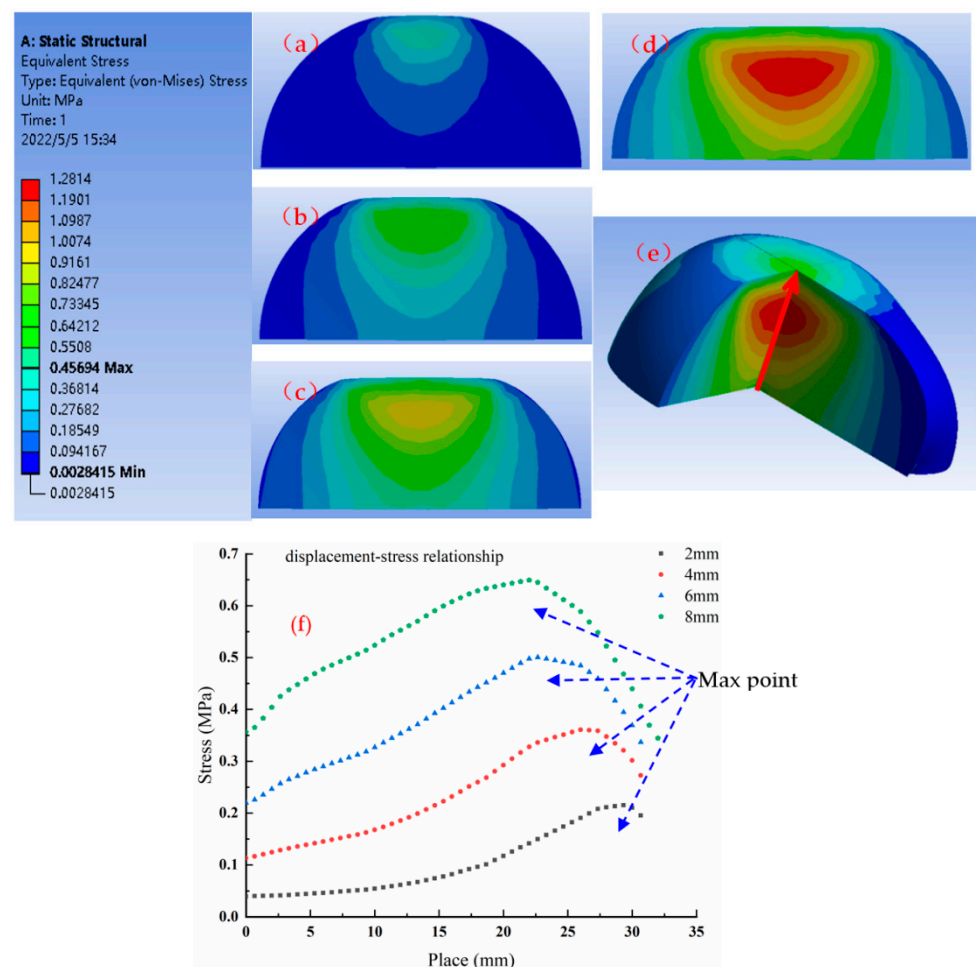 A: Static Structural
Equivalent Stress
Type: Equivalent (von-Mises) Stress
Unit: MPa
Time: 1
2022/5/5 15:34
1.2814
1.1901
1.0987
1.0074
0.9161
0.82477
0.73345
0.64212
0.5508
0.45694 Max
0.36814
0.27682
0.18549
0.094167
0.0028415 Min
0.0028415
(a)
(b)
(c)
(d)
(e)
displacement-stress relationship
(f)
2mm
4mm
6mm
8mm
Max point
Stress (MPa)
0.7
0.6
0.5
0.4
0.3
0.2
0.1
0.0
0 5 10 15 20 25 30 35
Place (mm)